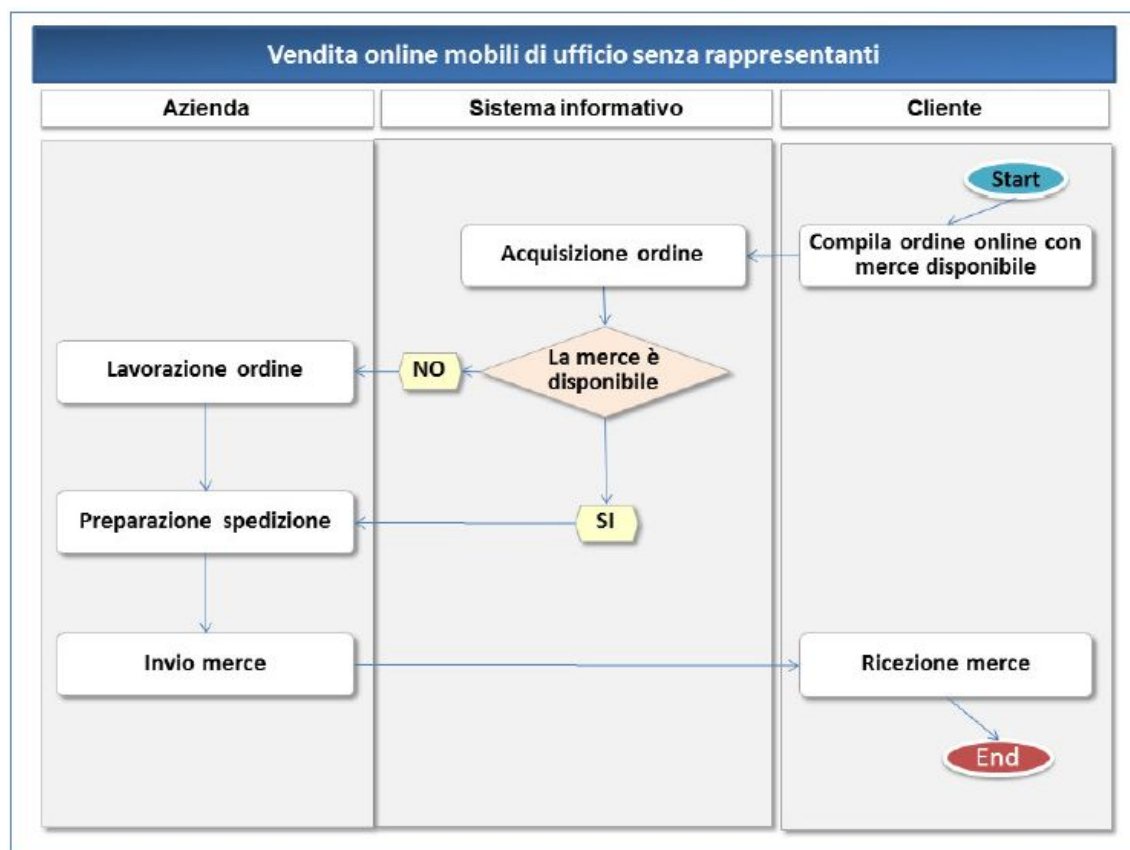 Vendita online mobili di ufficio senza rappresentanti
Azienda
Sistema informativo
Cliente
Start
Compila ordine online con
merce disponibile
Acquisizione ordine
La merce è
disponibile
NO
Lavorazione ordine
SI
Preparazione spedizione
Invio merce
Ricezione merce
End